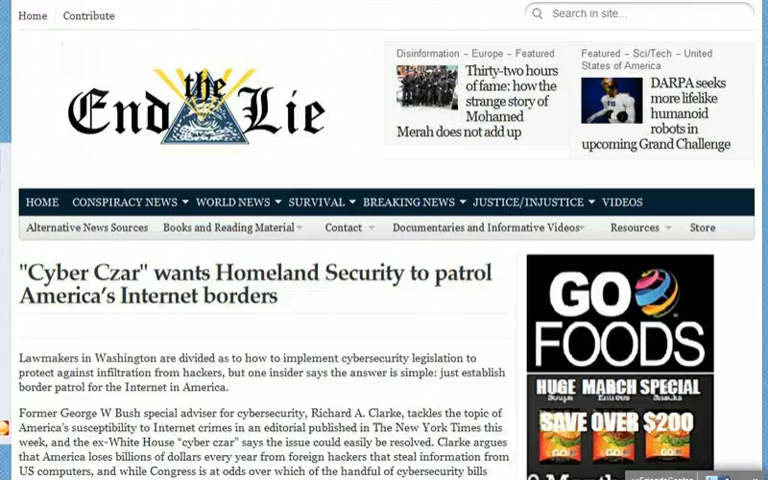 Home
Contribute
Search in site...
End the Lie
Disinformation – Europe – Featured
Thirty-two hours
of fame: how the
strange story of
Mohamed
Merah does not add up
Featured – Sci/Tech – United
States of America
DARPA seeks
more lifelike
humanoid
robots in
upcoming Grand Challenge
HOME CONSPIRACY NEWS WORLD NEWS SURVIVAL BREAKING NEWS JUSTICE/INJUSTICE VIDEOS
Alternative News Sources Books and Reading Material Contact Documentaries and Informative Videos Resources Store
"Cyber Czar" wants Homeland Security to patrol
America's Internet borders
Lawmakers in Washington are divided as to how to implement cybersecurity legislation to
protect against infiltration from hackers, but one insider says the answer is simple: just establish
border patrol for the Internet in America.
Former George W Bush special adviser for cybersecurity, Richard A. Clarke, tackles the topic of
America's susceptibility to Internet crimes in an editorial published in The New York Times this
week, and the ex-White House "cyber czar" says the issue could easily be resolved. Clarke argues
that America loses billions of dollars every year from foreign hackers that steal information from
US computers, and while Congress is at odds over which of the handful of cybersecurity bills
GO
FOODS
HUGE MARCH SPECIAL
Soups Entrees Snacks
SAVE OVER $200